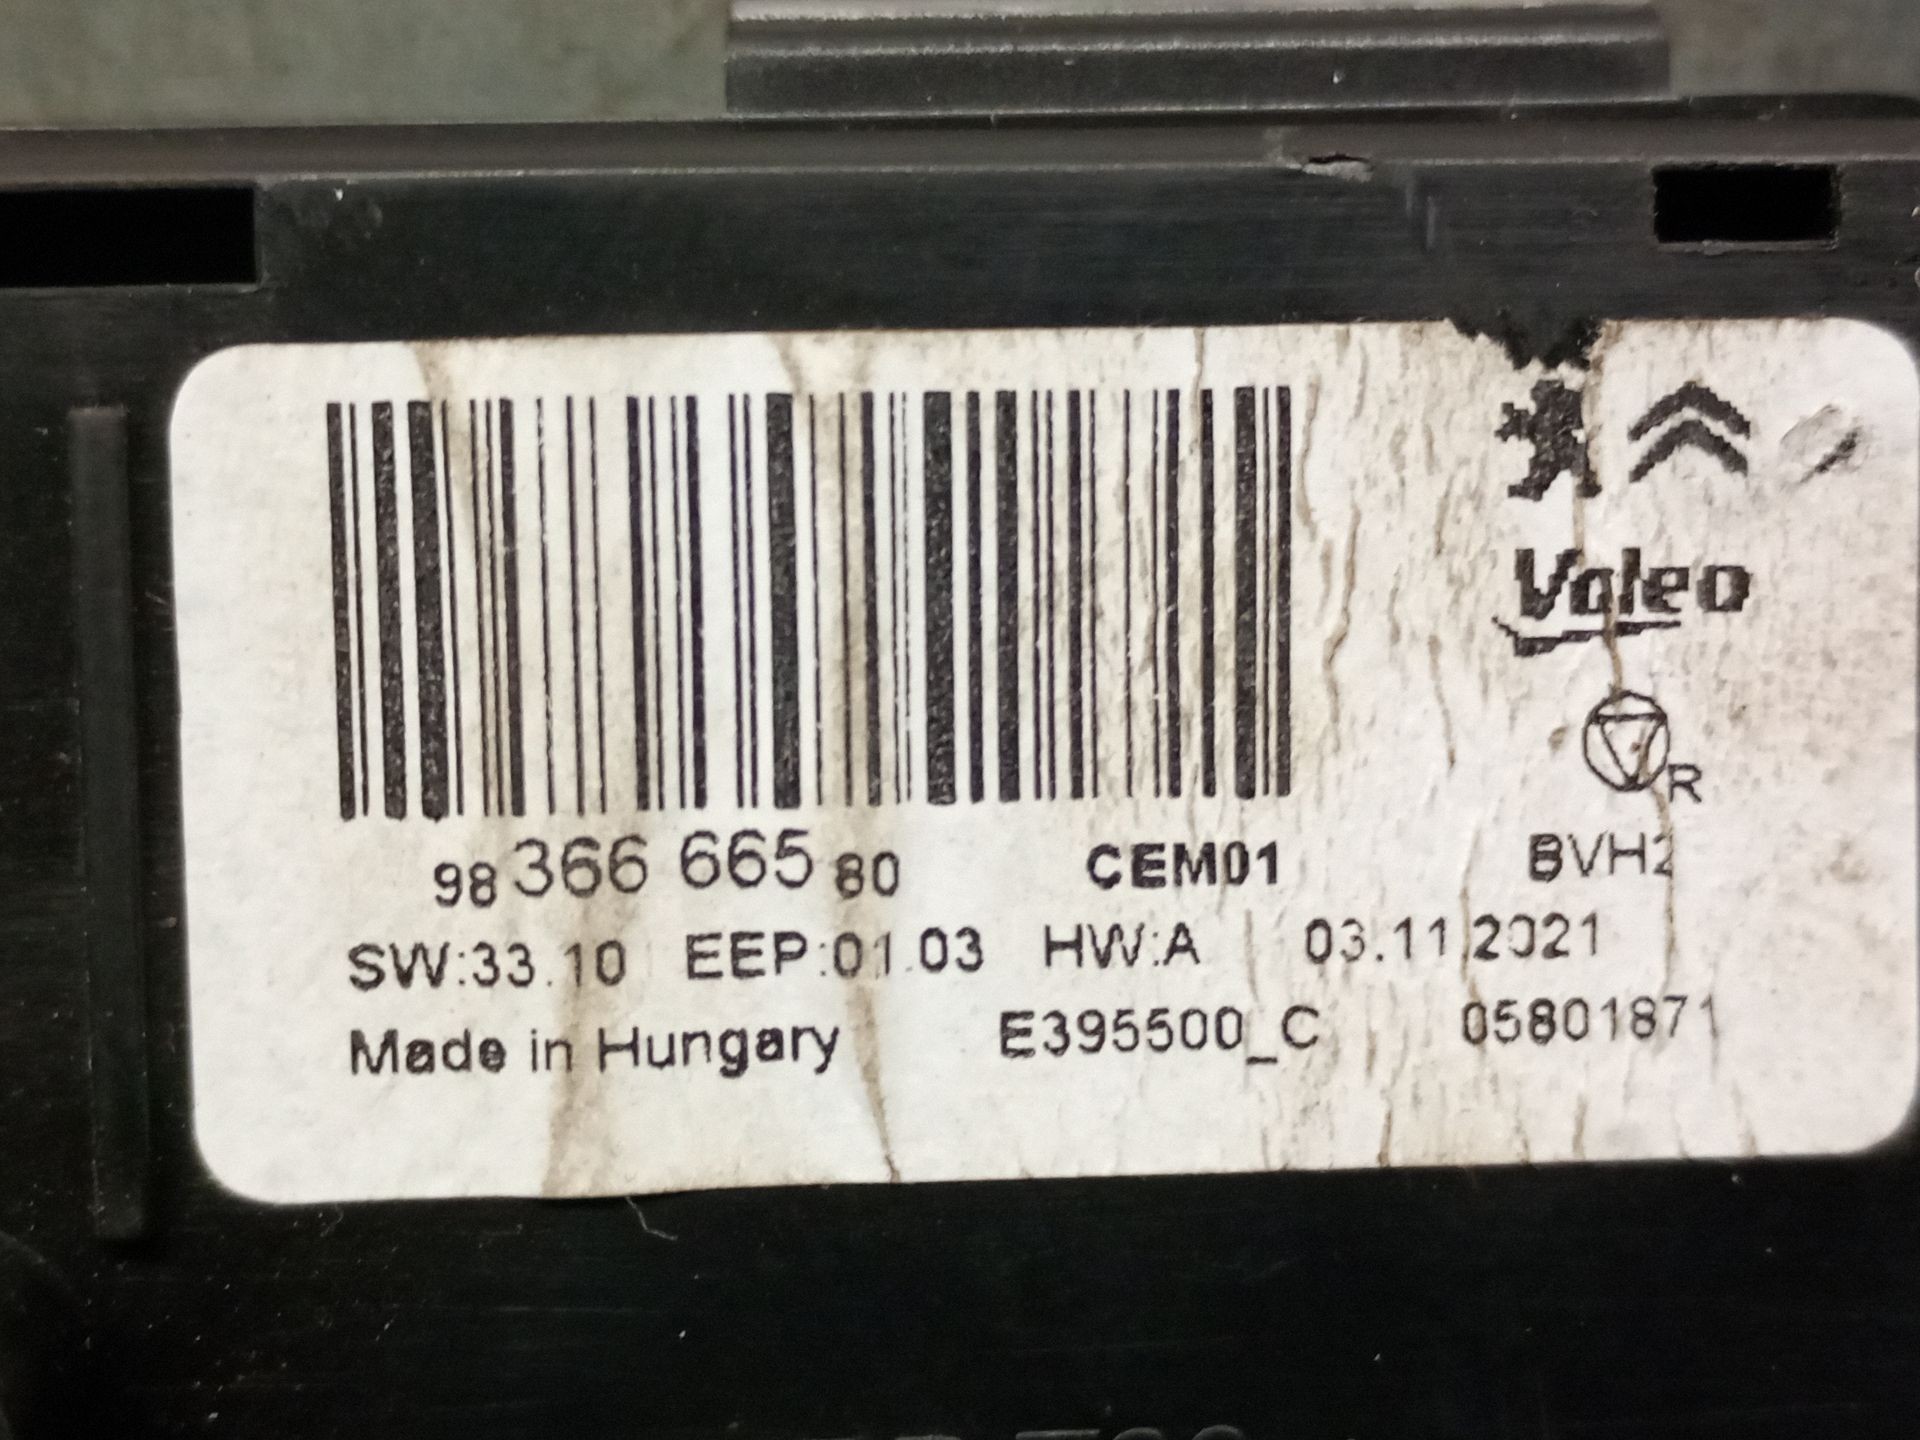 Valeo
R
98 366 665 80 CEM01 BVH2
SW:33.10 EEP:01.03 HW:A 03.11.2021
Made in Hungary E395500_C 05801871